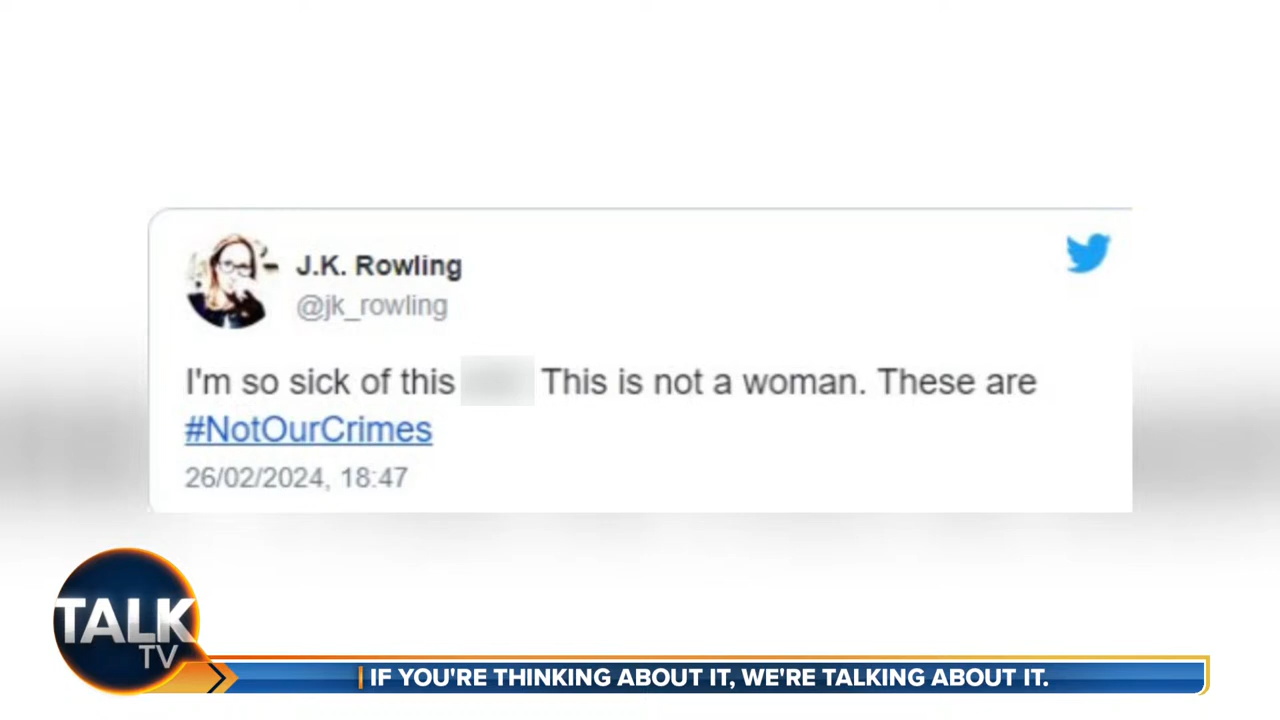 J.K. Rowling
@jk_rowling
I'm so sick of this This is not a woman. These are
#NotOurCrimes
26/02/2024, 18:47
TALK
TV
IF YOU'RE THINKING ABOUT IT, WE'RE TALKING ABOUT IT.